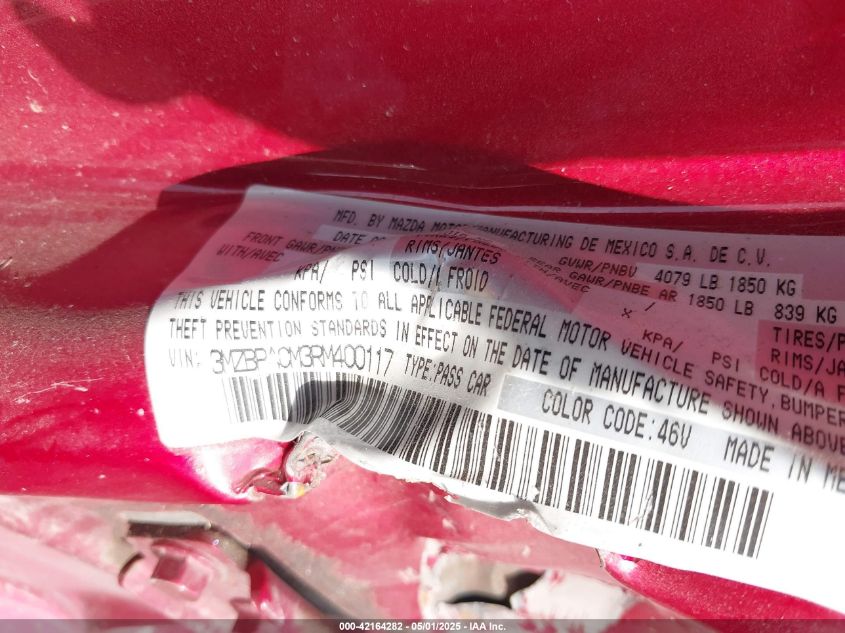 MFD. BY MAZDA MOTOR MANUFACTURING DE MEXICO S.A. DE C.V.
GVWR/PNBV 4079 LB 1850 KG
FRONT GAWR/PNBE
GAWR/PNBE AR 1850 LB 839 KG
WITH/AVEC RIMS/JANTES
TIRES/P
KPA/ PSI COLD/ FROID
X KPA/ PSI COLD/A F
RIMS/JA
THIS VEHICLE CONFORMS TO ALL APPLICABLE FEDERAL MOTOR VEHICLE SAFETY, BUMPER
THEFT PREVENTION STANDARDS IN EFFECT ON THE DATE OF MANUFACTURE SHOWN ABOVE
VIN: TYPE:PASS CAR
COLOR CODE:46V MADE IN ME
000-42164282 - 05/01/2025 - IAA Inc.